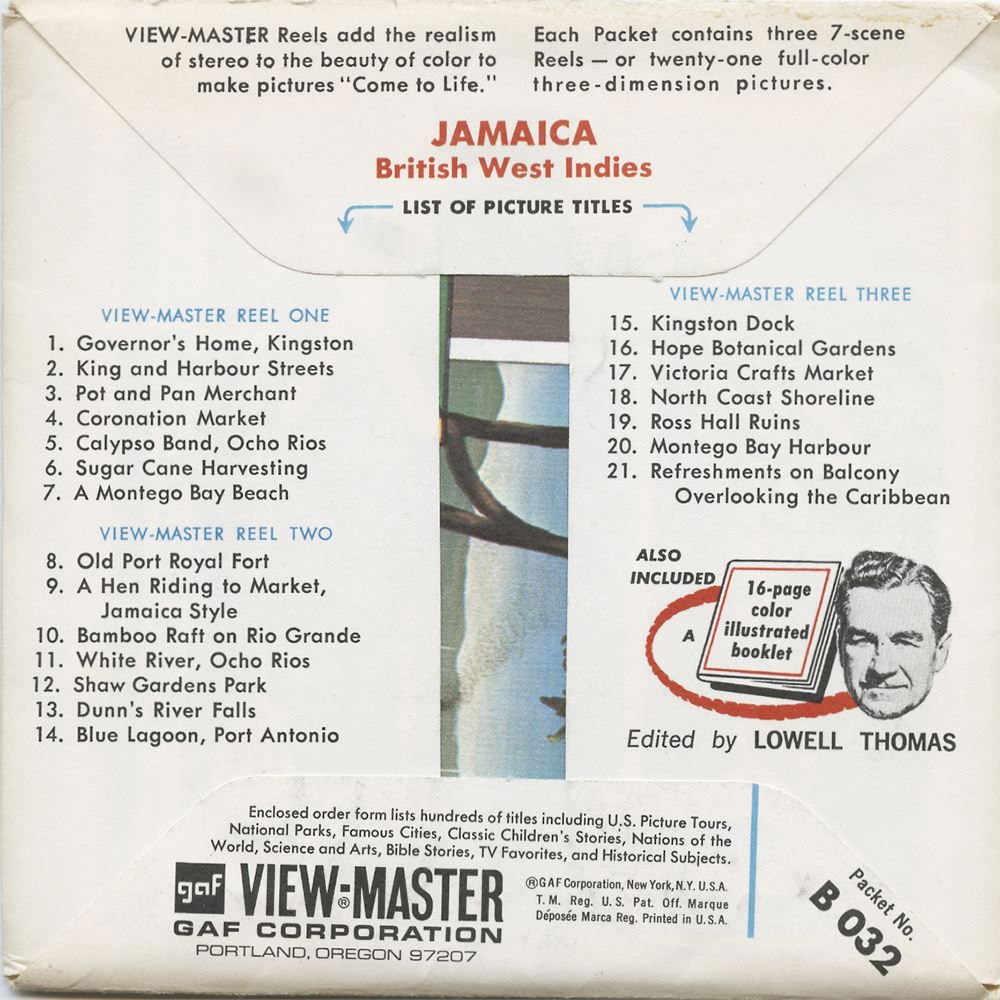 VIEW-MASTER Reels add the realism
of stereo to the beauty of color to
make pictures "Come to Life."
Each Packet contains three 7-scene
Reels — or twenty-one full-color
three-dimension pictures.
JAMAICA
British West Indies
LIST OF PICTURE TITLES
VIEW-MASTER REEL ONE
1. Governor's Home, Kingston
2. King and Harbour Streets
3. Pot and Pan Merchant
4. Coronation Market
5. Calypso Band, Ocho Rios
6. Sugar Cane Harvesting
7. A Montego Bay Beach
VIEW-MASTER REEL TWO
8. Old Port Royal Fort
9. A Hen Riding to Market,
Jamaica Style
10. Bamboo Raft on Rio Grande
11. White River, Ocho Rios
12. Shaw Gardens Park
13. Dunn's River Falls
14. Blue Lagoon, Port Antonio
VIEW-MASTER REEL THREE
15. Kingston Dock
16. Hope Botanical Gardens
17. Victoria Crafts Market
18. North Coast Shoreline
19. Ross Hall Ruins
20. Montego Bay Harbour
21. Refreshments on Balcony
Overlooking the Caribbean
ALSO
INCLUDED
A
16-page
color
illustrated
booklet
Edited by LOWELL THOMAS
Enclosed order form lists hundreds of titles including U.S. Picture Tours,
National Parks, Famous Cities, Classic Children's Stories, Nations of the
World, Science and Arts, Bible Stories, TV Favorites, and Historical Subjects.
gaf VIEW-MASTER®
GAF CORPORATION
PORTLAND, OREGON 97207
®GAF Corporation, New York, N.Y. U.S.A.
T.M. Reg. U.S. Pat. Off. Marque
Déposée Marca Reg. Printed in U.S.A.
Packet No.
B 032